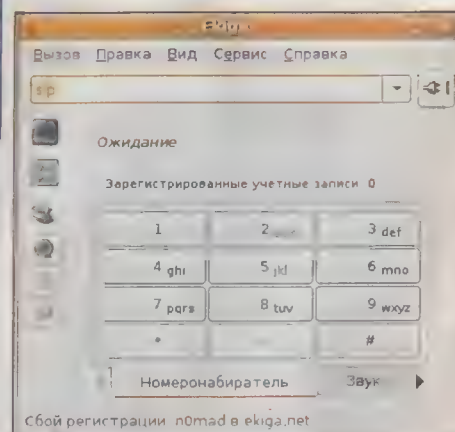 Ekiga
Вызов Правка Вид Сервис Справка
sip
Ожидание
Зарегистрированные учетные записи 0
1 2 3 def
4 ghi 5 jkl 6 mno
7 pqrs 8 tuv 9 wxyz
* #
Номеронабиратель Звук
Сбой регистрации n0mad в ekiga.net